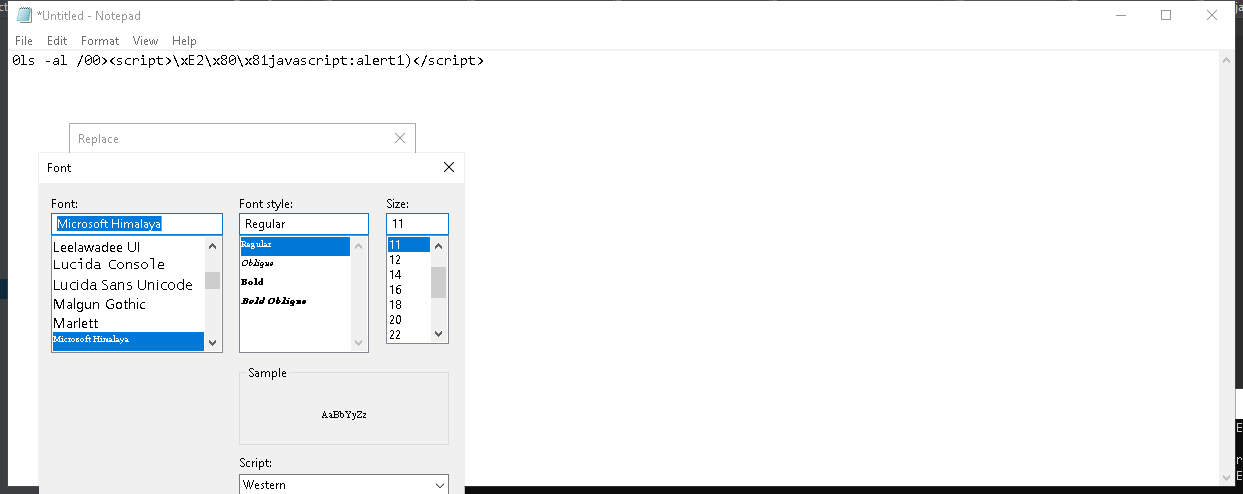 *Untitled - Notepad
File Edit Format View Help
0ls -al /00><script>\xE2\x80\x81javascript:alert1)</script>
Replace
Font
Font: Font style: Size:
Microsoft Himalaya Regular 11
Leelawadee UI
Lucida Console
Lucida Sans Unicode
Malgun Gothic
Marlett
Microsoft Himalaya
Regular
Oblique
Bold
Bold Oblique
11
12
14
16
18
20
22
Sample
AaBbYyZz
Script:
Western